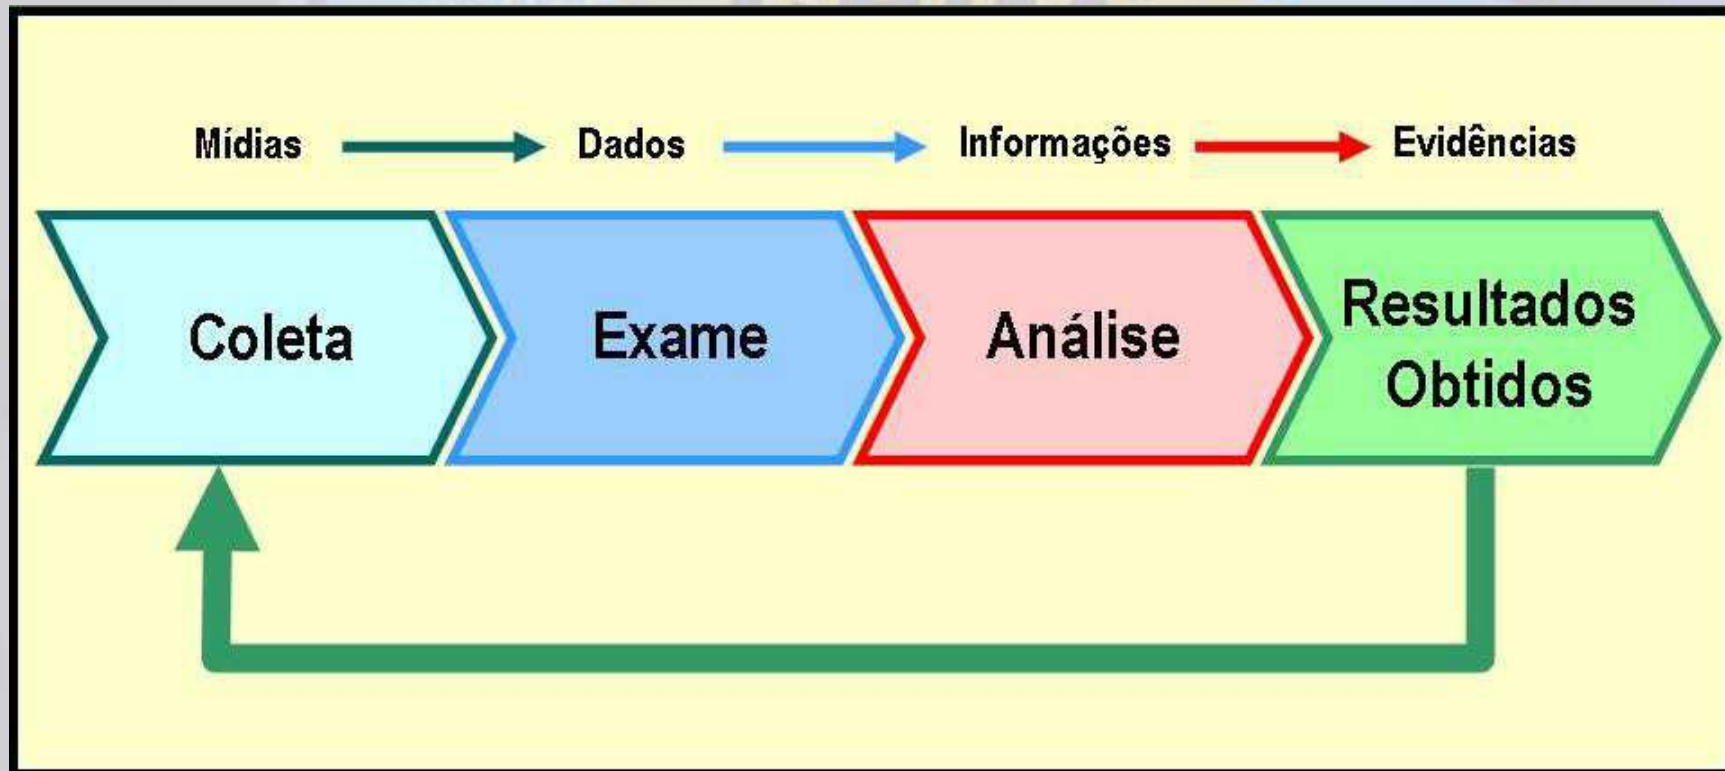 Mídias Dados Informações Evidências
Coleta Exame Análise Resultados
Obtidos